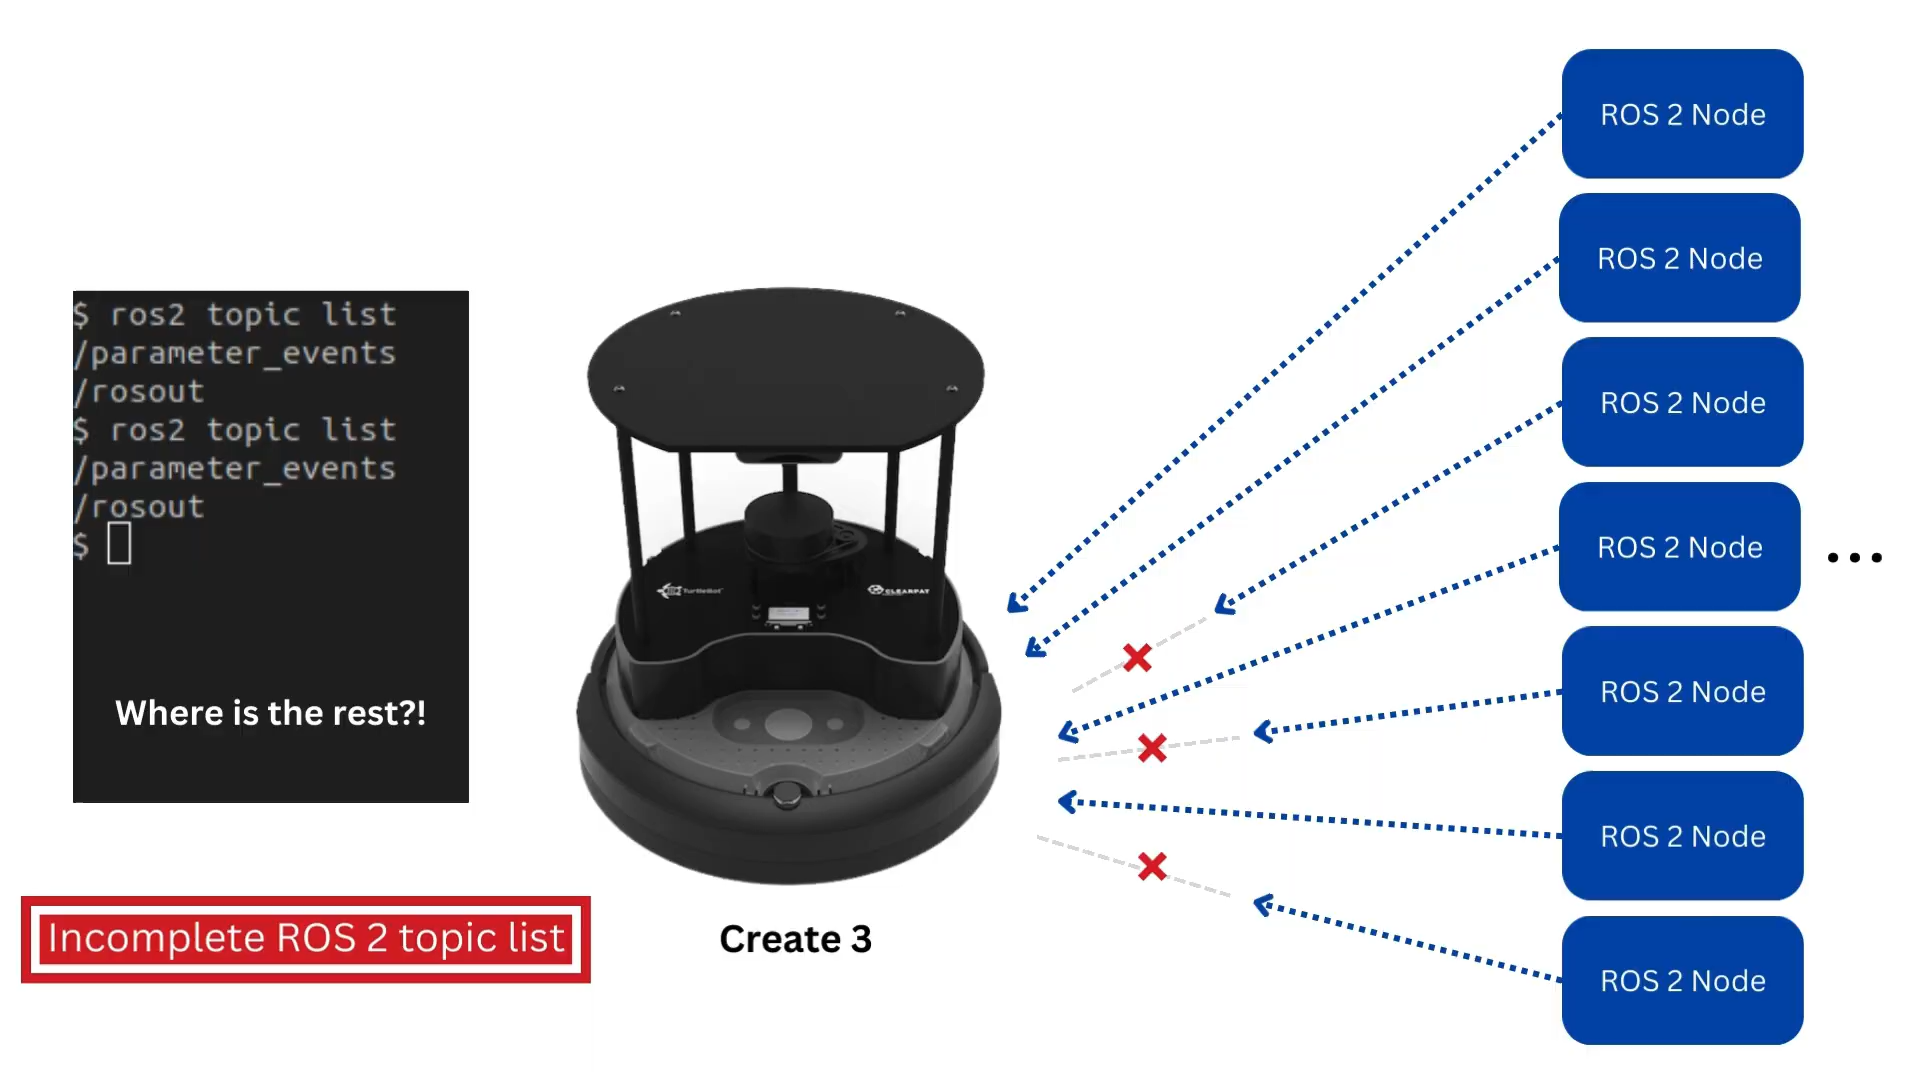 $ ros2 topic list
/parameter_events
/rosout
$ ros2 topic list
/parameter_events
/rosout
$
Where is the rest?!
Incomplete ROS 2 topic list
TurtleBot
CLEARPAT
Create 3
ROS 2 Node
ROS 2 Node
ROS 2 Node
ROS 2 Node
...
ROS 2 Node
ROS 2 Node
ROS 2 Node